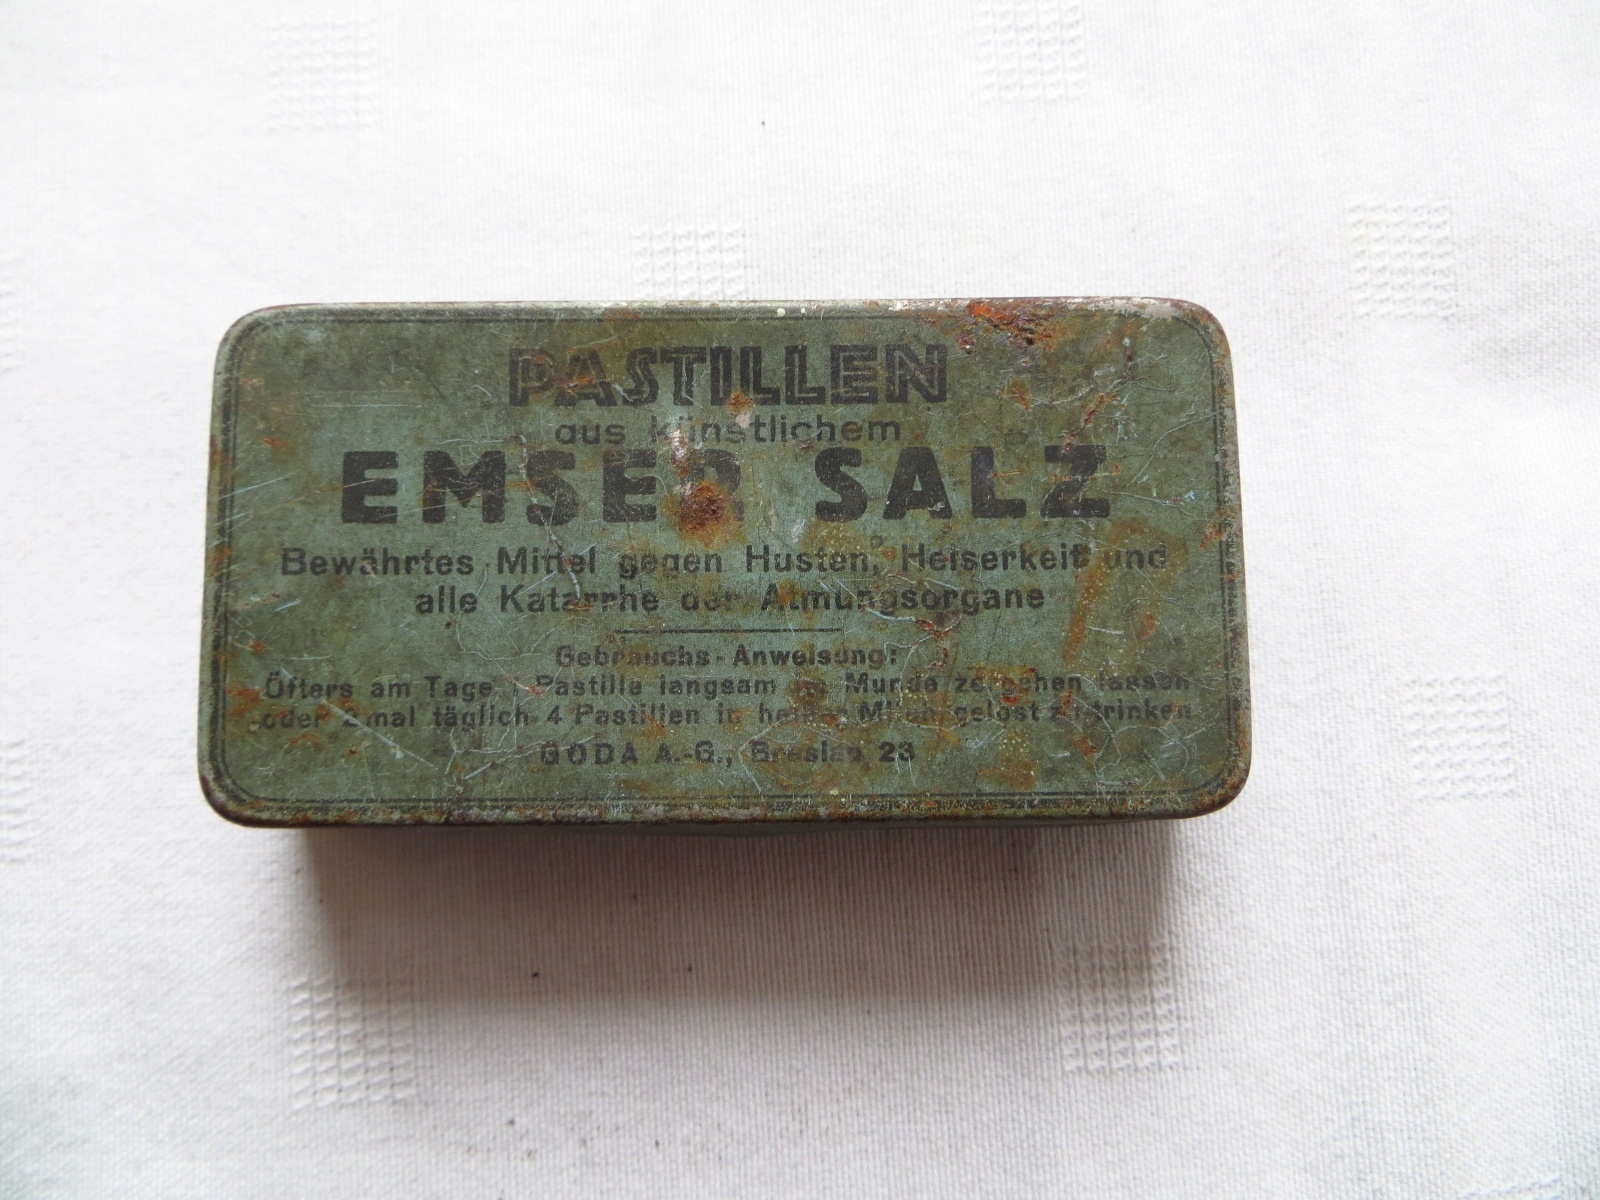 PASTILLEN
aus künstlichem
EMSER SALZ
Bewährtes Mittel gegen Husten, Heiserkeit und
alle Katarrhe der Atmungsorgane
Gebrauchs-Anweisung:
Öfters am Tage 1 Pastille langsam im Munde zergehen lassen
oder 2mal täglich 4 Pastillen in heißer Milch gelöst zu trinken
GODA A.-G., Breslau 23